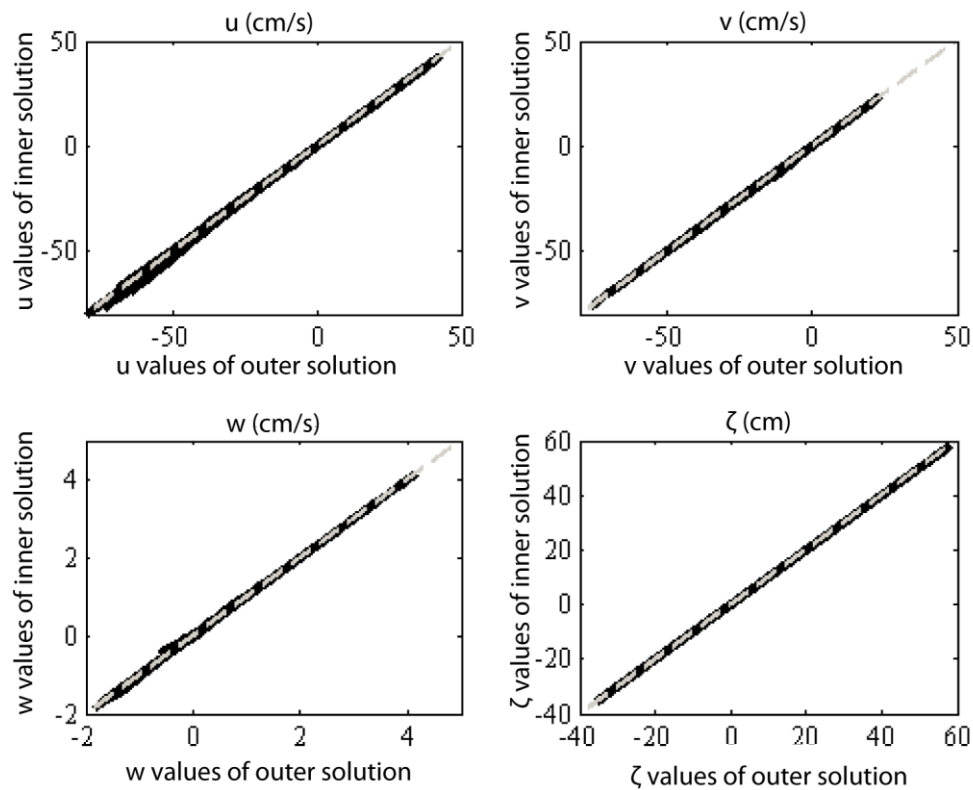 u (cm/s)
50
0
-50
u values of inner solution
-50 0 50
u values of outer solution
v (cm/s)
50
0
-50
v values of inner solution
-50 0 50
v values of outer solution
w (cm/s)
4
2
0
-2
w values of inner solution
-2 0 2 4
w values of outer solution
ζ (cm)
60
40
20
0
-20
-40
ζ values of inner solution
-40 -20 0 20 40 60
ζ values of outer solution